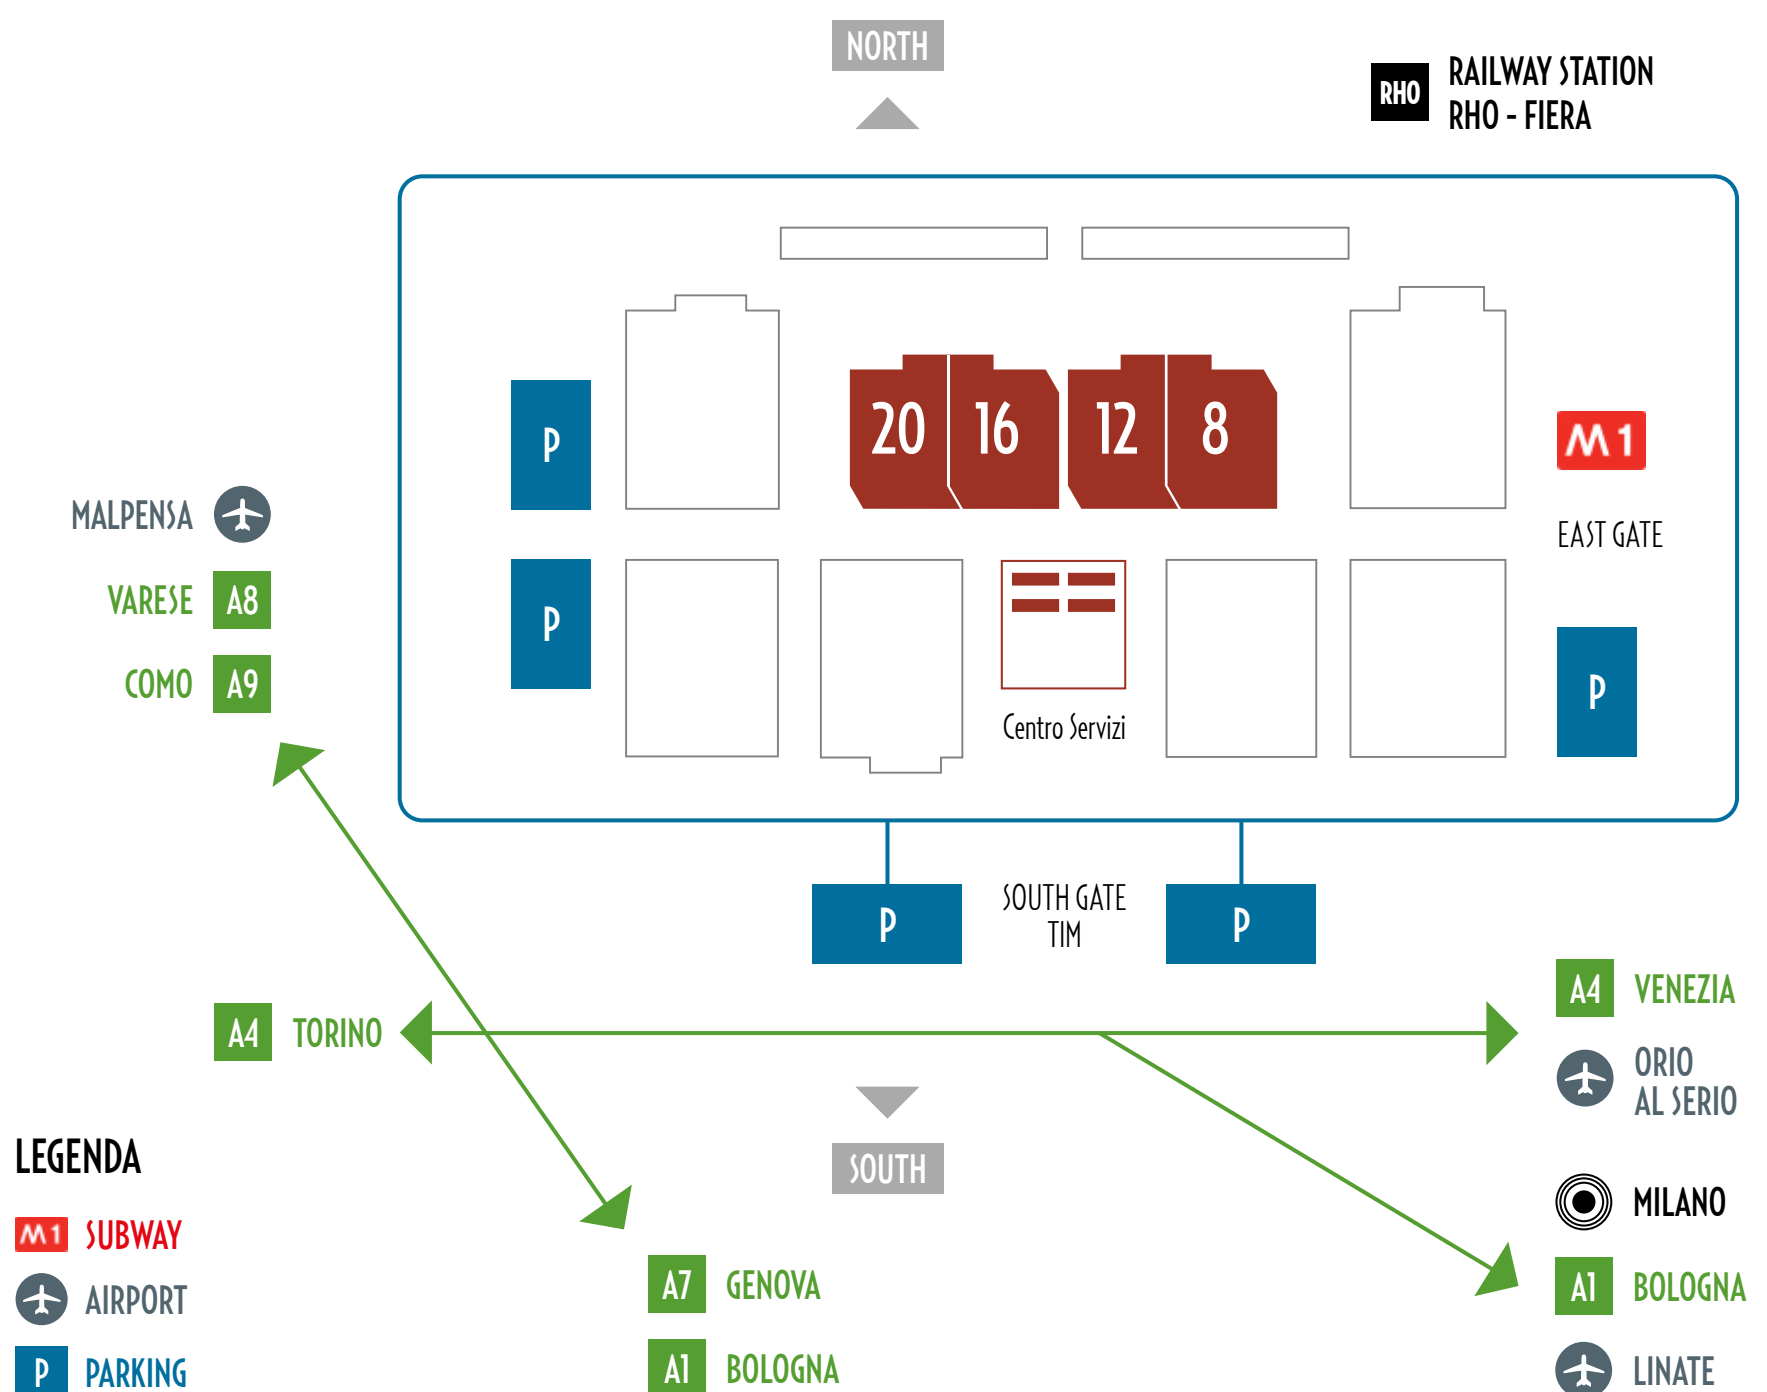 NORTH
RHO
RAILWAY STATION
RHO - FIERA
20
16
12
8
P
M1
MALPENSA
EAST GATE
VARESE A8
P
COMO A9
P
Centro Servizi
SOUTH GATE
TIM
P
P
A4 VENEZIA
A4 TORINO
ORIO
AL SERIO
SOUTH
LEGENDA
MILANO
M1 SUBWAY
A7 GENOVA
A1 BOLOGNA
AIRPORT
P PARKING
A1 BOLOGNA
LINATE